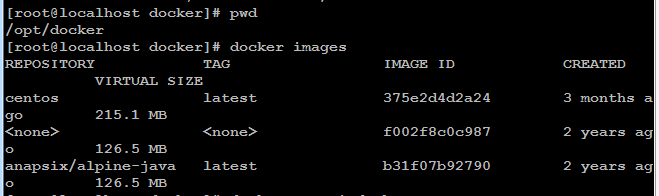 [root@localhost docker]# pwd
/opt/docker
[root@localhost docker]# docker images
REPOSITORY TAG IMAGE ID CREATED
VIRTUAL SIZE
centos latest 375e2d4d2a24 3 months a
go 215.1 MB
<none> <none> f002f8c0c987 2 years ag
o 126.5 MB
anapsix/alpine-java latest b31f07b92790 2 years ag
o 126.5 MB